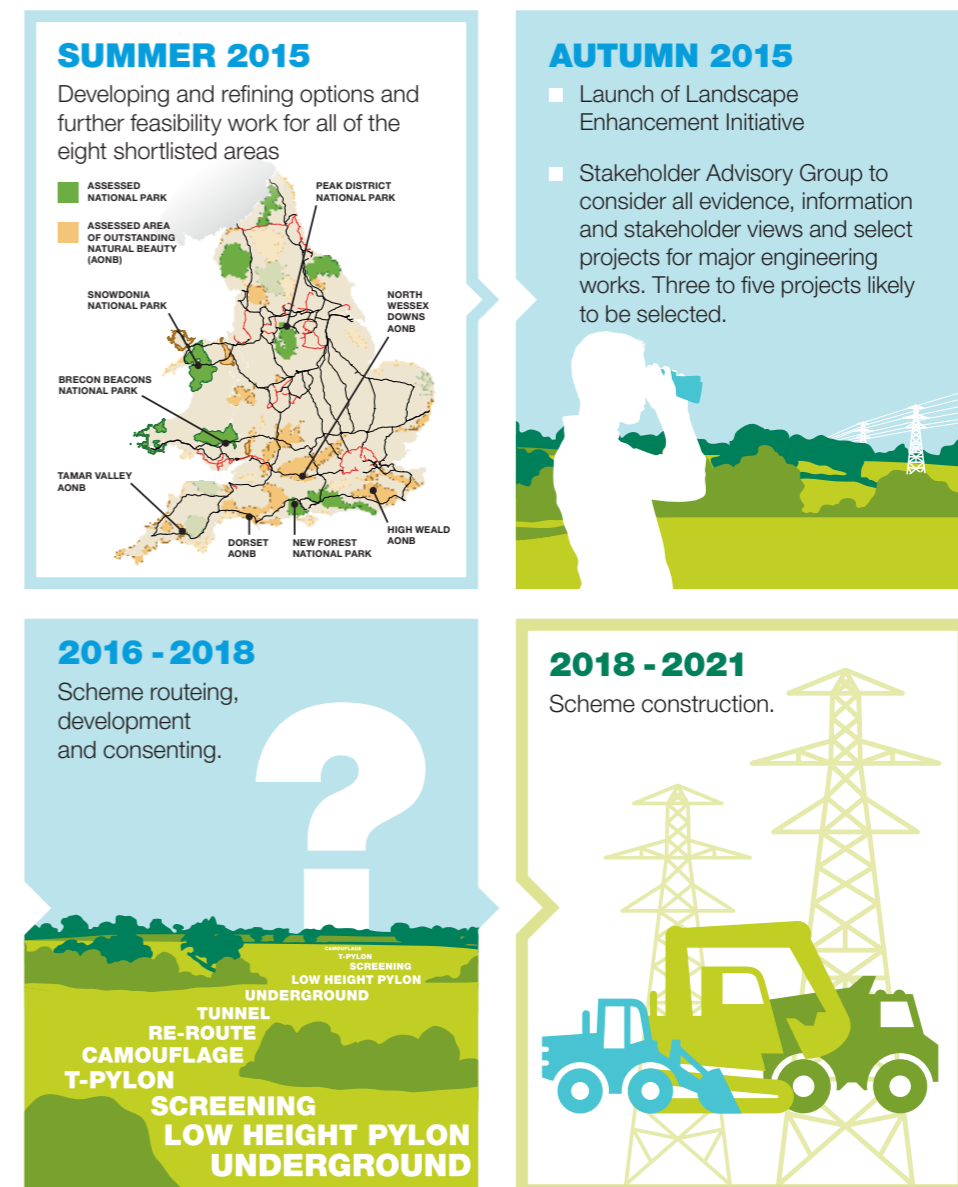 SUMMER 2015
Developing and refining options and
further feasibility work for all of the
eight shortlisted areas
ASSESSED
NATIONAL PARK
ASSESSED AREA
OF OUTSTANDING
NATURAL BEAUTY
(AONB)
PEAK DISTRICT
NATIONAL PARK
SNOWDONIA
NATIONAL PARK
NORTH
WESSEX
DOWNS
AONB
BRECON BEACONS
NATIONAL PARK
TAMAR VALLEY
AONB
DORSET
AONB
NEW FOREST
NATIONAL PARK
HIGH WEALD
AONB
AUTUMN 2015
Launch of Landscape
Enhancement Initiative
Stakeholder Advisory Group to
consider all evidence, information
and stakeholder views and select
projects for major engineering
works. Three to five projects likely
to be selected.
2016 - 2018
Scheme routeing,
development
and consenting.
?
CAMOUFLAGE
T-PYLON
SCREENING
LOW HEIGHT PYLON
UNDERGROUND
TUNNEL
RE-ROUTE
CAMOUFLAGE
T-PYLON
SCREENING
LOW HEIGHT PYLON
UNDERGROUND
2018 - 2021
Scheme construction.